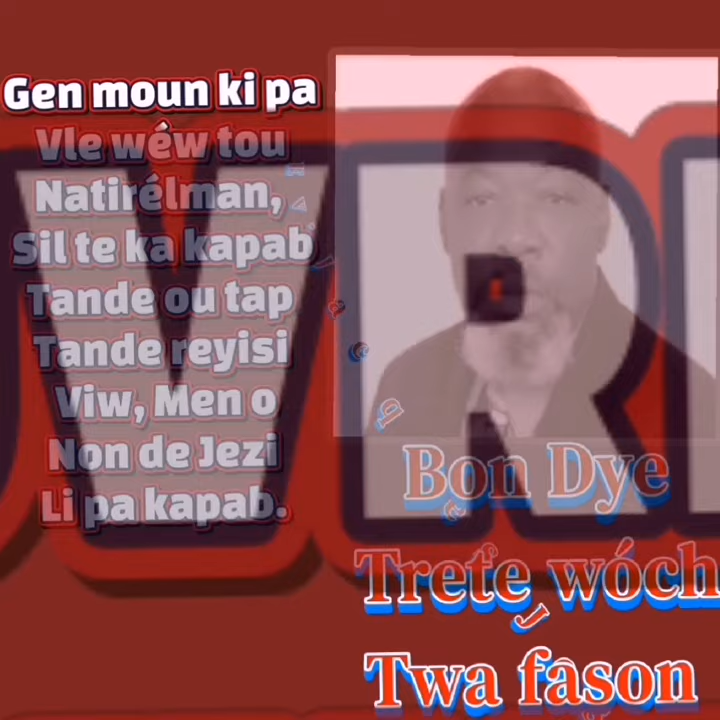 Gen moun ki pa
Vle wéw tou
Natirélman,
Sil te ka kapab
Tande ou tap
Tande reyisi
Viw, Men o
Non de Jezi
Li pa kapab.
Bon Dye
Trete wóch
Twa fason
VR